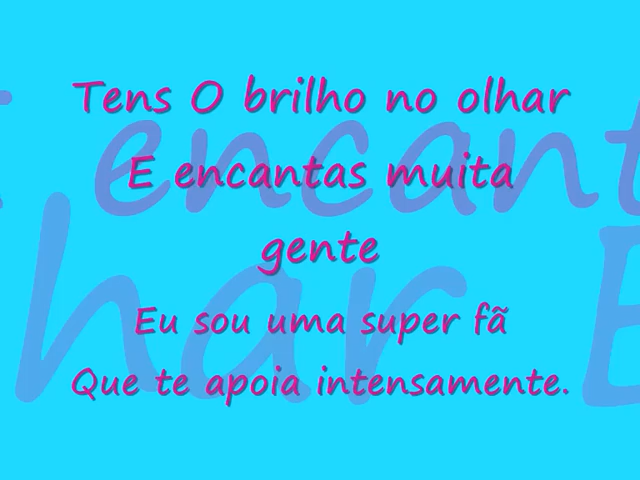 Tens O brilho no olhar
E encantas muita
gente
Eu sou uma super fã
Que te apoia intensamente.